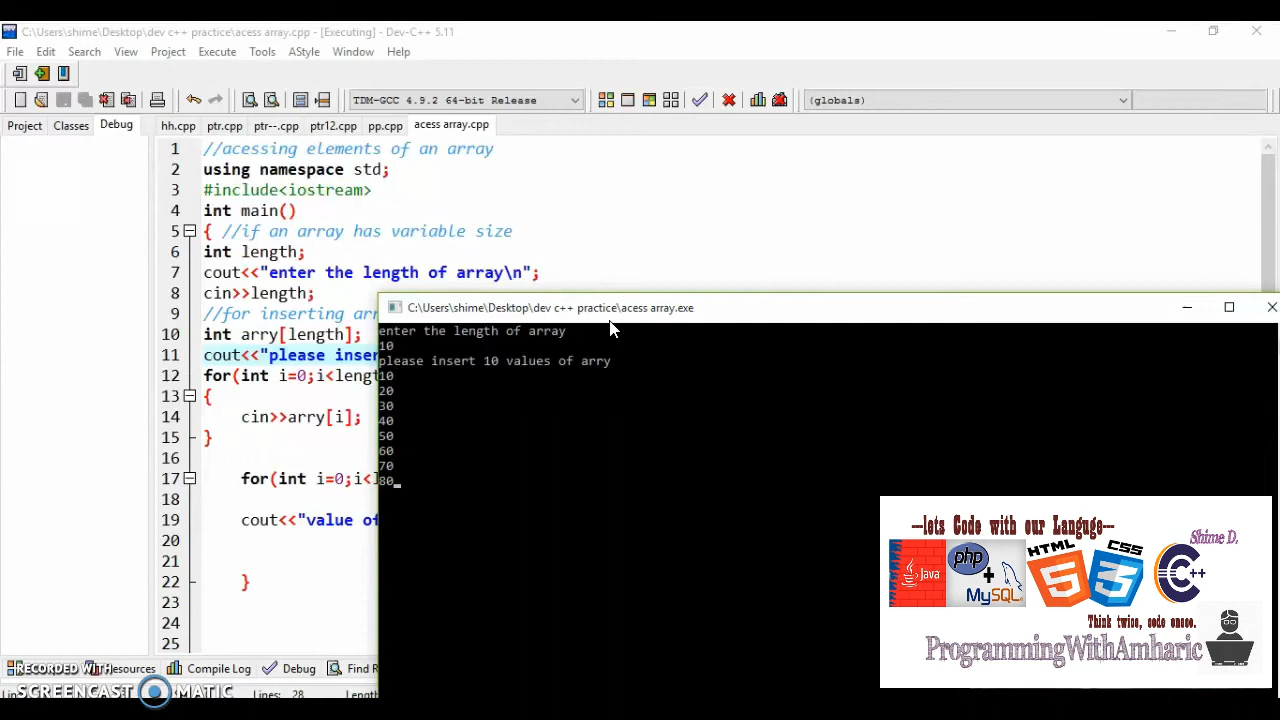 C:\Users\shime\Desktop\dev c++ practice\acess array.cpp - [Executing] - Dev-C++ 5.11
File Edit Search View Project Execute Tools AStyle Window Help
TDM-GCC 4.9.2 64-bit Release (globals)
Project Classes Debug hh.cpp ptr.cpp ptr--.cpp ptr12.cpp pp.cpp acess array.cpp
1 //acessing elements of an array
2 using namespace std;
3 #include<iostream>
4 int main()
5 { //if an array has variable size
6 int length;
7 cout<<"enter the length of array\n";
8 cin>>length;
9 //for inserting arr
10 int arry[length];
11 cout<<"please inser
12 for(int i=0;i<length
13 {
14 cin>>arry[i];
15 }
16
17 for(int i=0;i<l
18
19 cout<<"value of
20
21
22 }
23
24
25
C:\Users\shime\Desktop\dev c++ practice\acess array.exe
enter the length of array
10
please insert 10 values of arry
10
20
30
40
50
60
70
80
--lets Code with our Languge---
Shime D.
Java
php
+
MySQL
HTML
5
CSS
3
C++
Think twice, code onece.
ProgrammingWithAmharic
Resources Compile Log Debug Find R
Lines: 28 Length
RECORDED WITH
SCREENCAST MATIC